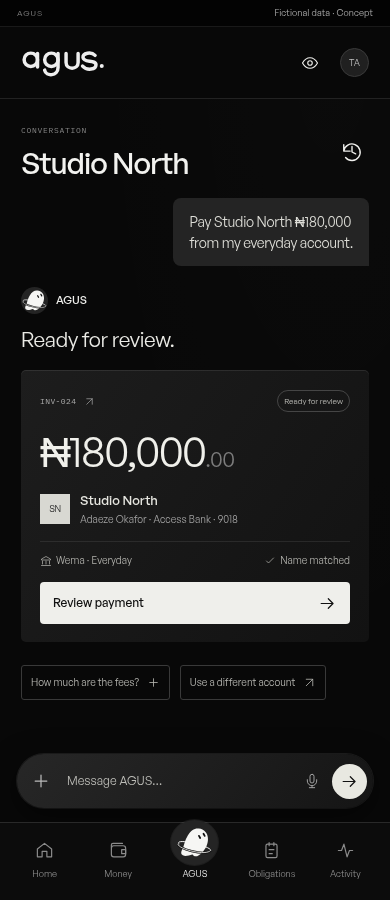 AGUS
Fictional data · Concept
agus.
TA
CONVERSATION
Studio North
Pay Studio North ₦180,000
from my everyday account.
AGUS
Ready for review.
INV-024
Ready for review
₦180,000.00
SN
Studio North
Adaeze Okafor · Access Bank · 9018
Wema · Everyday
Name matched
Review payment
How much are the fees?
Use a different account
Message AGUS...
Home
Money
AGUS
Obligations
Activity